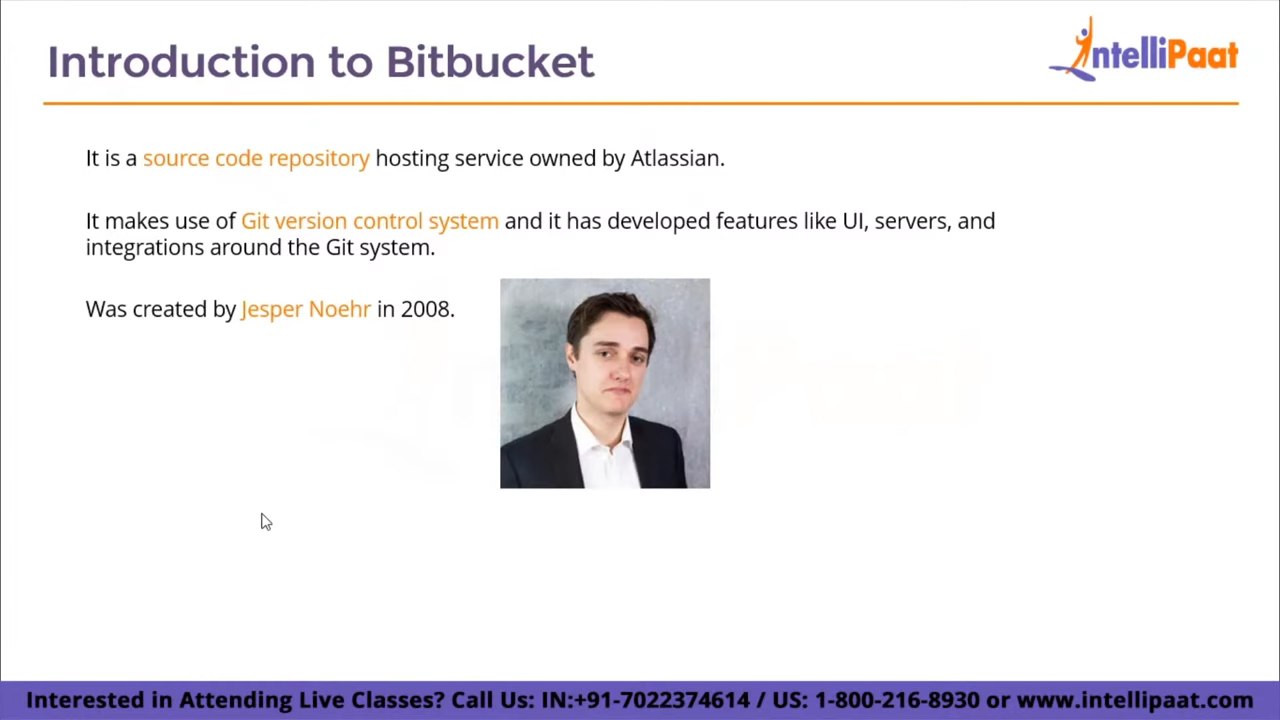 Introduction to Bitbucket
IntelliPaat
It is a source code repository hosting service owned by Atlassian.
It makes use of Git version control system and it has developed features like UI, servers, and
integrations around the Git system.
Was created by Jesper Noehr in 2008.
Interested in Attending Live Classes? Call Us: IN:+91-7022374614 / US: 1-800-216-8930 or www.intellipaat.com